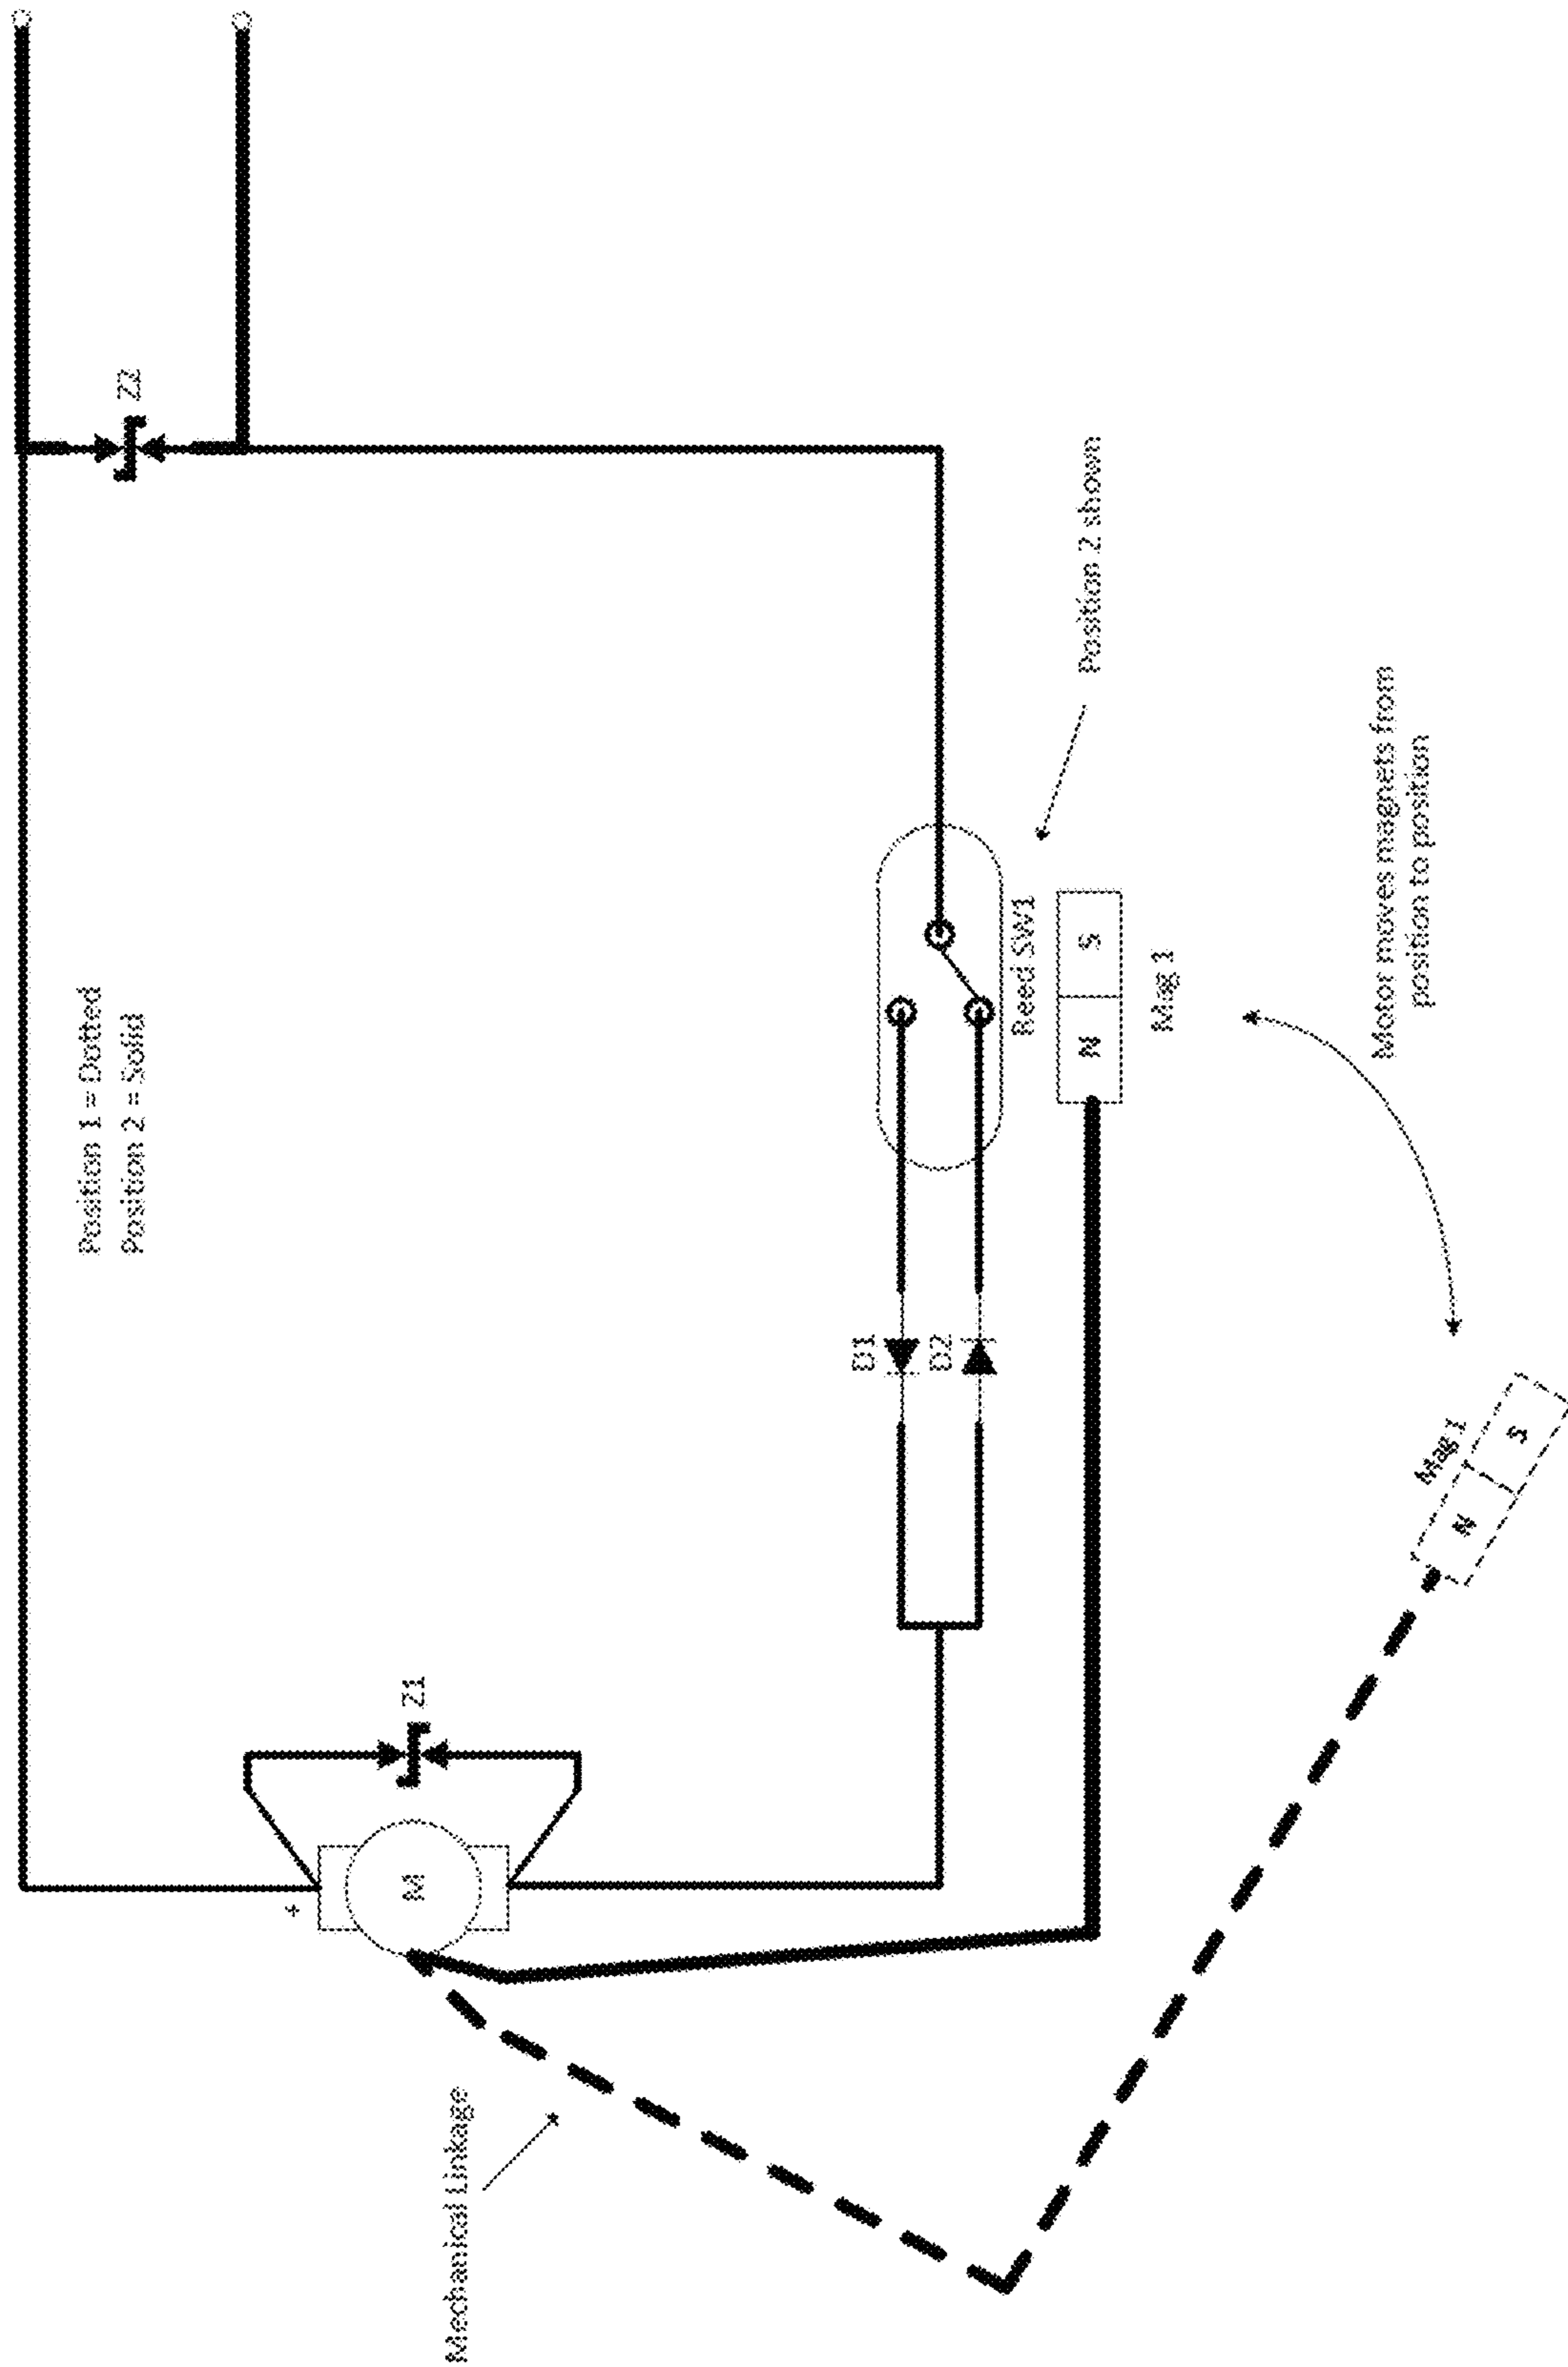 Mechanical Linkage
+
M
Z1
Position 1 = Dotted
Position 2 = Solid
Z2
D1
D2
Reed SW1
Position 2 shown
N
S
Mag 1
Motor moves magnets from
position to position
Mag 1
N
S